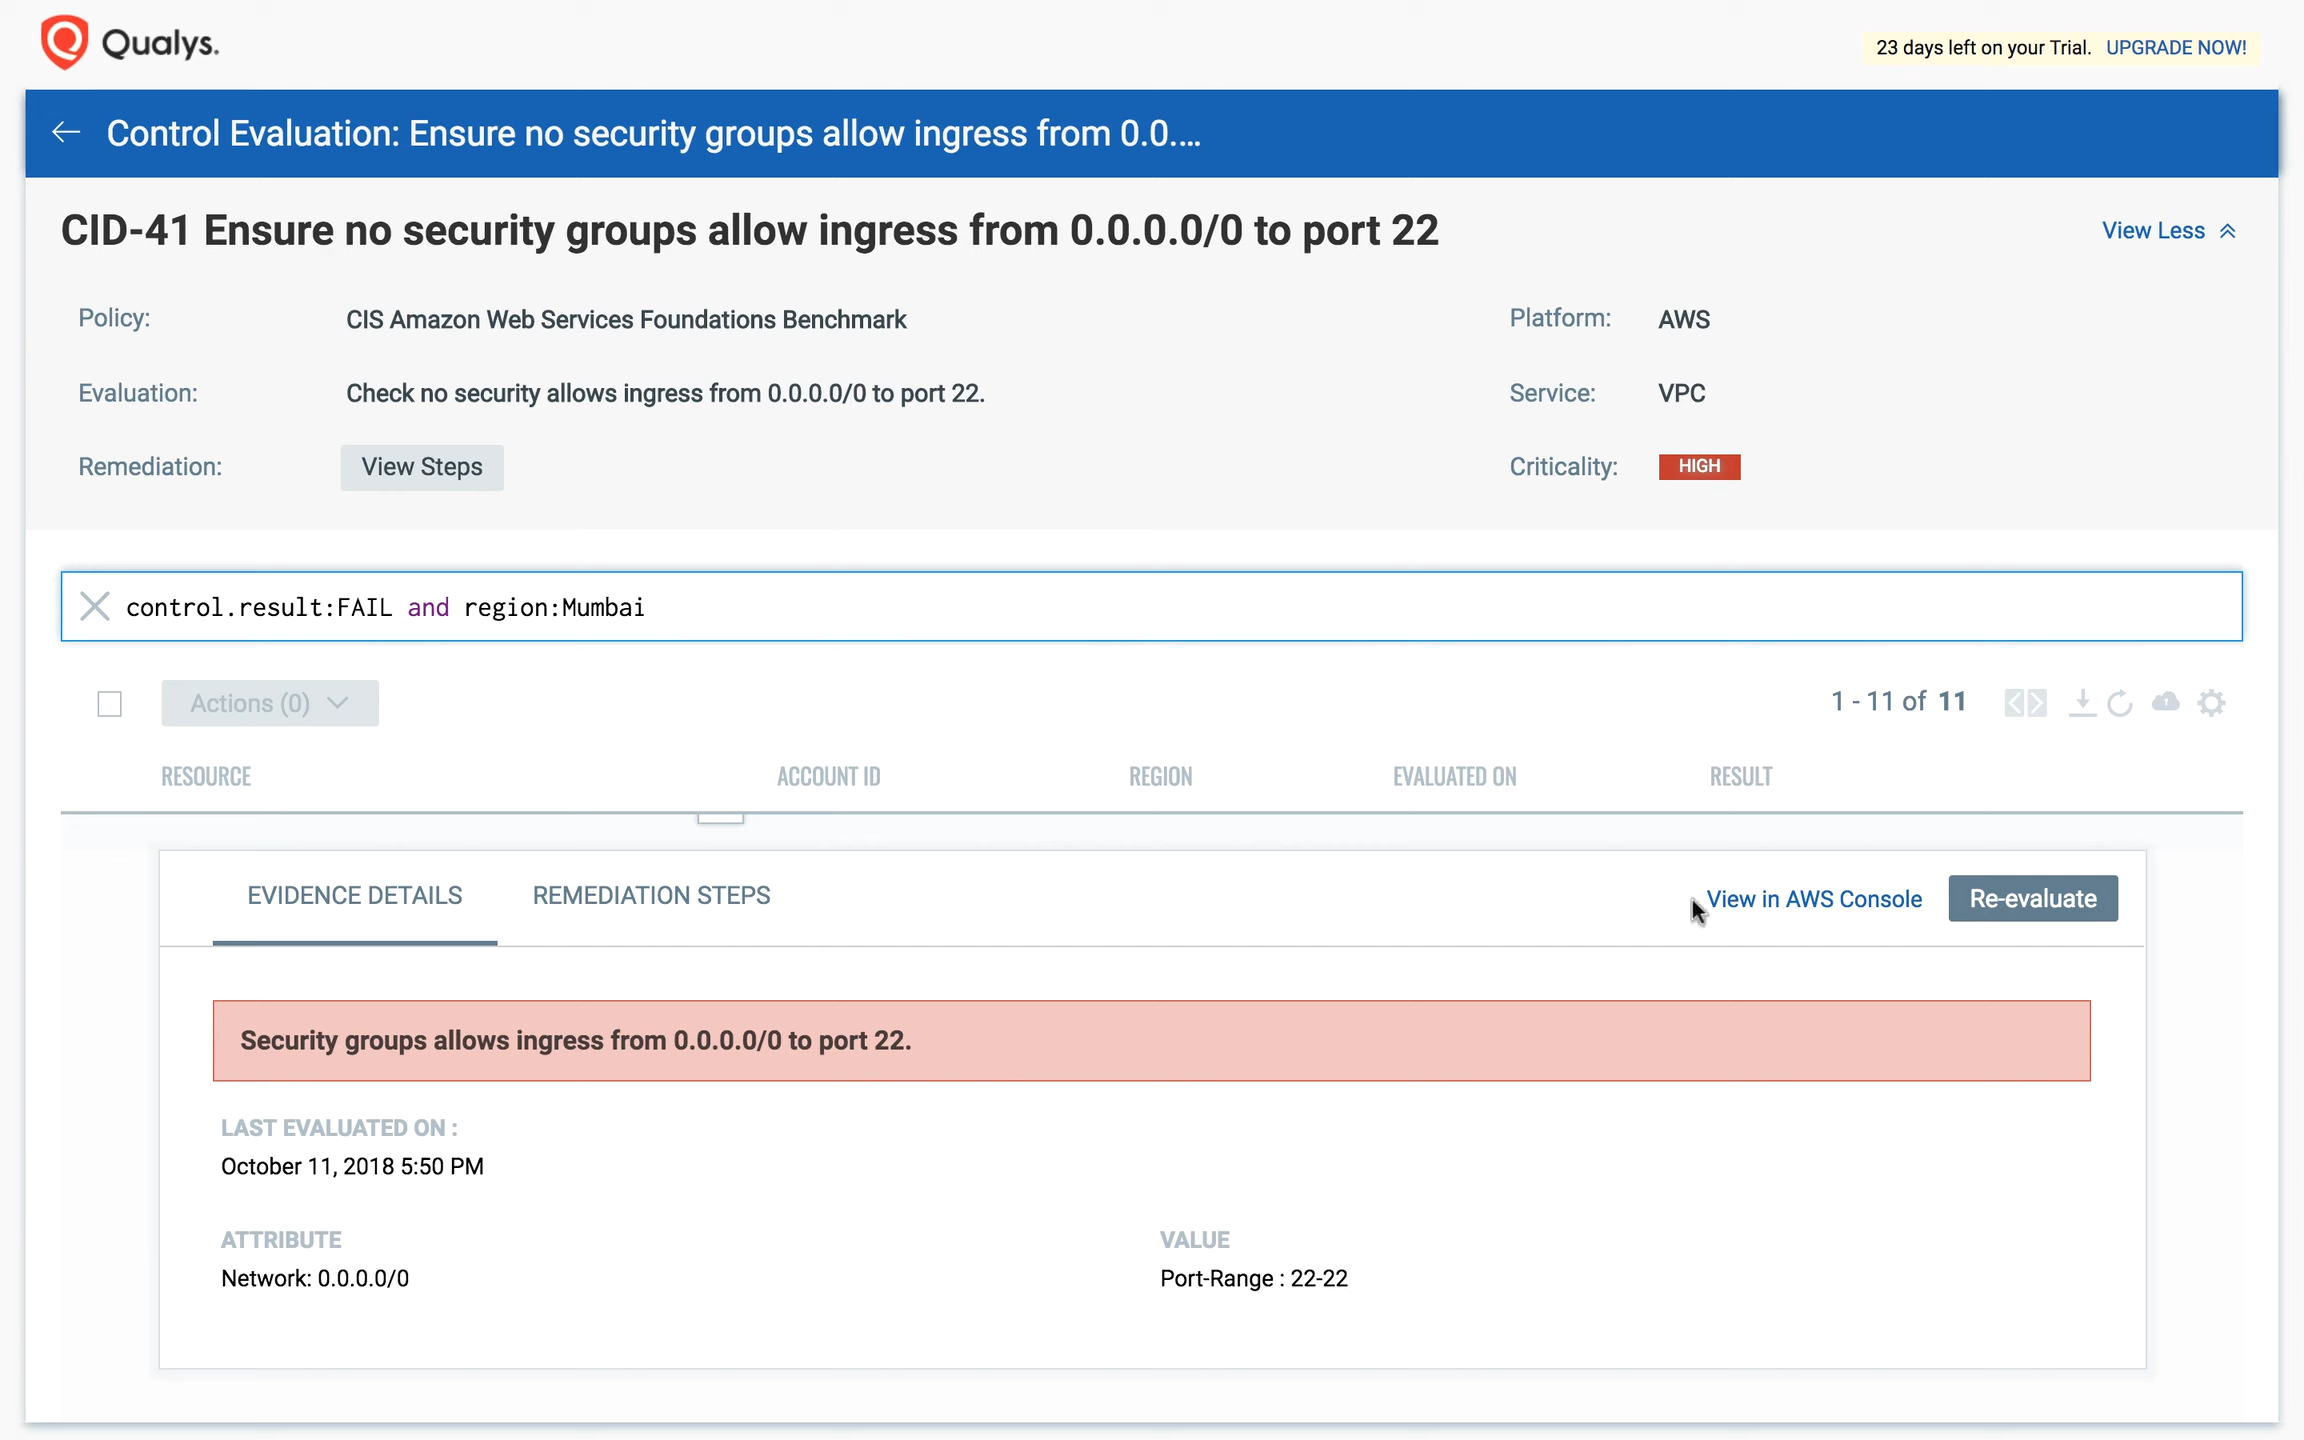 Qualys.
23 days left on your Trial. UPGRADE NOW!
Control Evaluation: Ensure no security groups allow ingress from 0.0....
CID-41 Ensure no security groups allow ingress from 0.0.0.0/0 to port 22
View Less
Policy: CIS Amazon Web Services Foundations Benchmark
Platform: AWS
Evaluation: Check no security allows ingress from 0.0.0.0/0 to port 22.
Service: VPC
Remediation: View Steps
Criticality: HIGH
control.result:FAIL and region:Mumbai
Actions (0)
1 - 11 of 11
RESOURCE ACCOUNT ID REGION EVALUATED ON RESULT
EVIDENCE DETAILS REMEDIATION STEPS View in AWS Console Re-evaluate
Security groups allows ingress from 0.0.0.0/0 to port 22.
LAST EVALUATED ON :
October 11, 2018 5:50 PM
ATTRIBUTE VALUE
Network: 0.0.0.0/0 Port-Range : 22-22